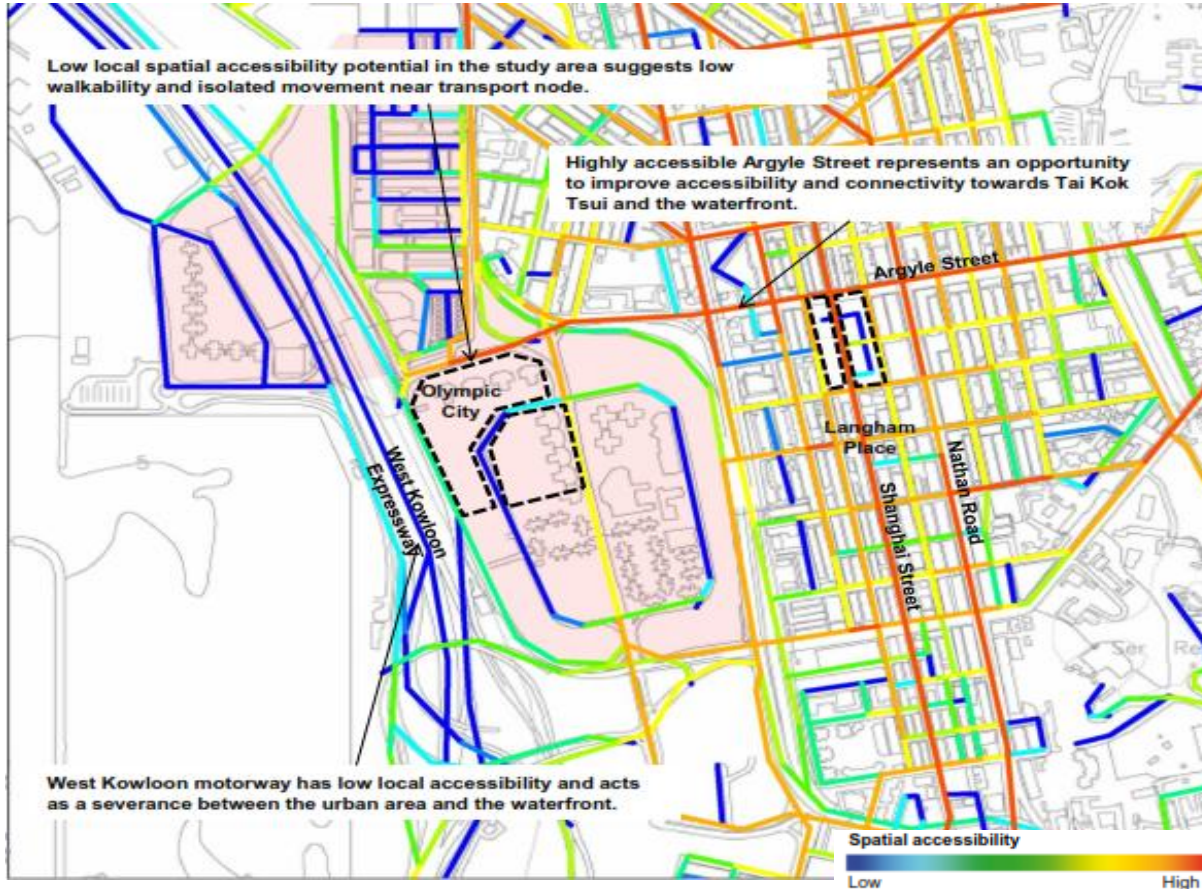 Low local spatial accessibility potential in the study area suggests low
walkability and isolated movement near transport node.
Highly accessible Argyle Street represents an opportunity
to improve accessibility and connectivity towards Tai Kok
Tsui and the waterfront.
Argyle Street
Olympic
City
Langham
Place
West Kowloon
Expressway
Shanghai Street
Nathan Road
West Kowloon motorway has low local accessibility and acts
as a severance between the urban area and the waterfront.
Spatial accessibility
Low
High